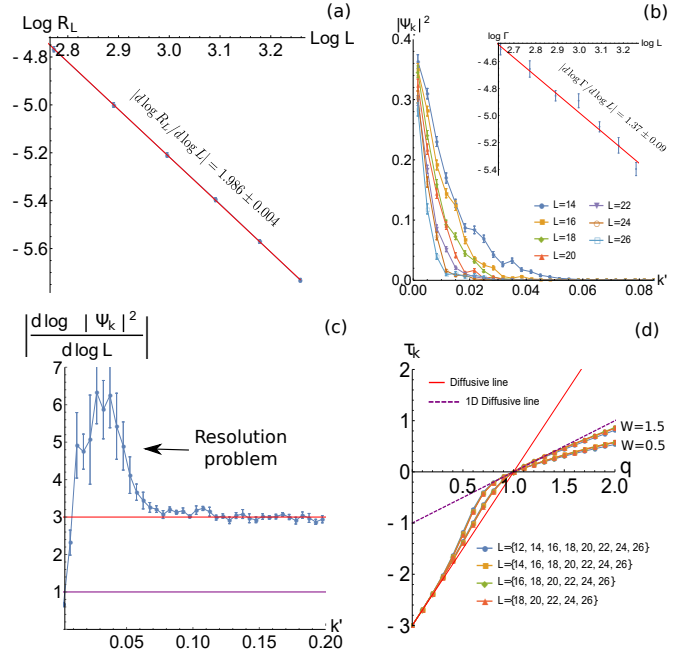 (a)
Log R_L
2.8 2.9 3.0 3.1 3.2
Log L
- 4.8
- 5.0
- 5.2
- 5.4
- 5.6
|d log R_L/d log L| = 1.986 ± 0.004
|Ψ_k|^2
(b)
0.4
0.3
0.2
0.1
0.0
0.00 0.02 0.04 0.06 0.08
k'
log Γ
2.7 2.8 2.9 3.0 3.1 3.2
log L
- 4.6
- 4.8
- 5.0
- 5.2
- 5.4
|d log Γ/d log L| = 1.37 ± 0.09
L=14
L=16
L=18
L=20
L=22
L=24
L=26
(c)
|d log |Ψ_k|^2 / d log L|
7
6
5
4
3
2
1
0.05 0.10 0.15 0.20
k'
Resolution
problem
(d)
τ_k
2
1
0
- 1
- 2
- 3
0.5 1.0 1.5 2.0
q
Diffusive line
1D Diffusive line
W=1.5
W=0.5
L={12, 14, 16, 18, 20, 22, 24, 26}
L={14, 16, 18, 20, 22, 24, 26}
L={16, 18, 20, 22, 24, 26}
L={18, 20, 22, 24, 26}